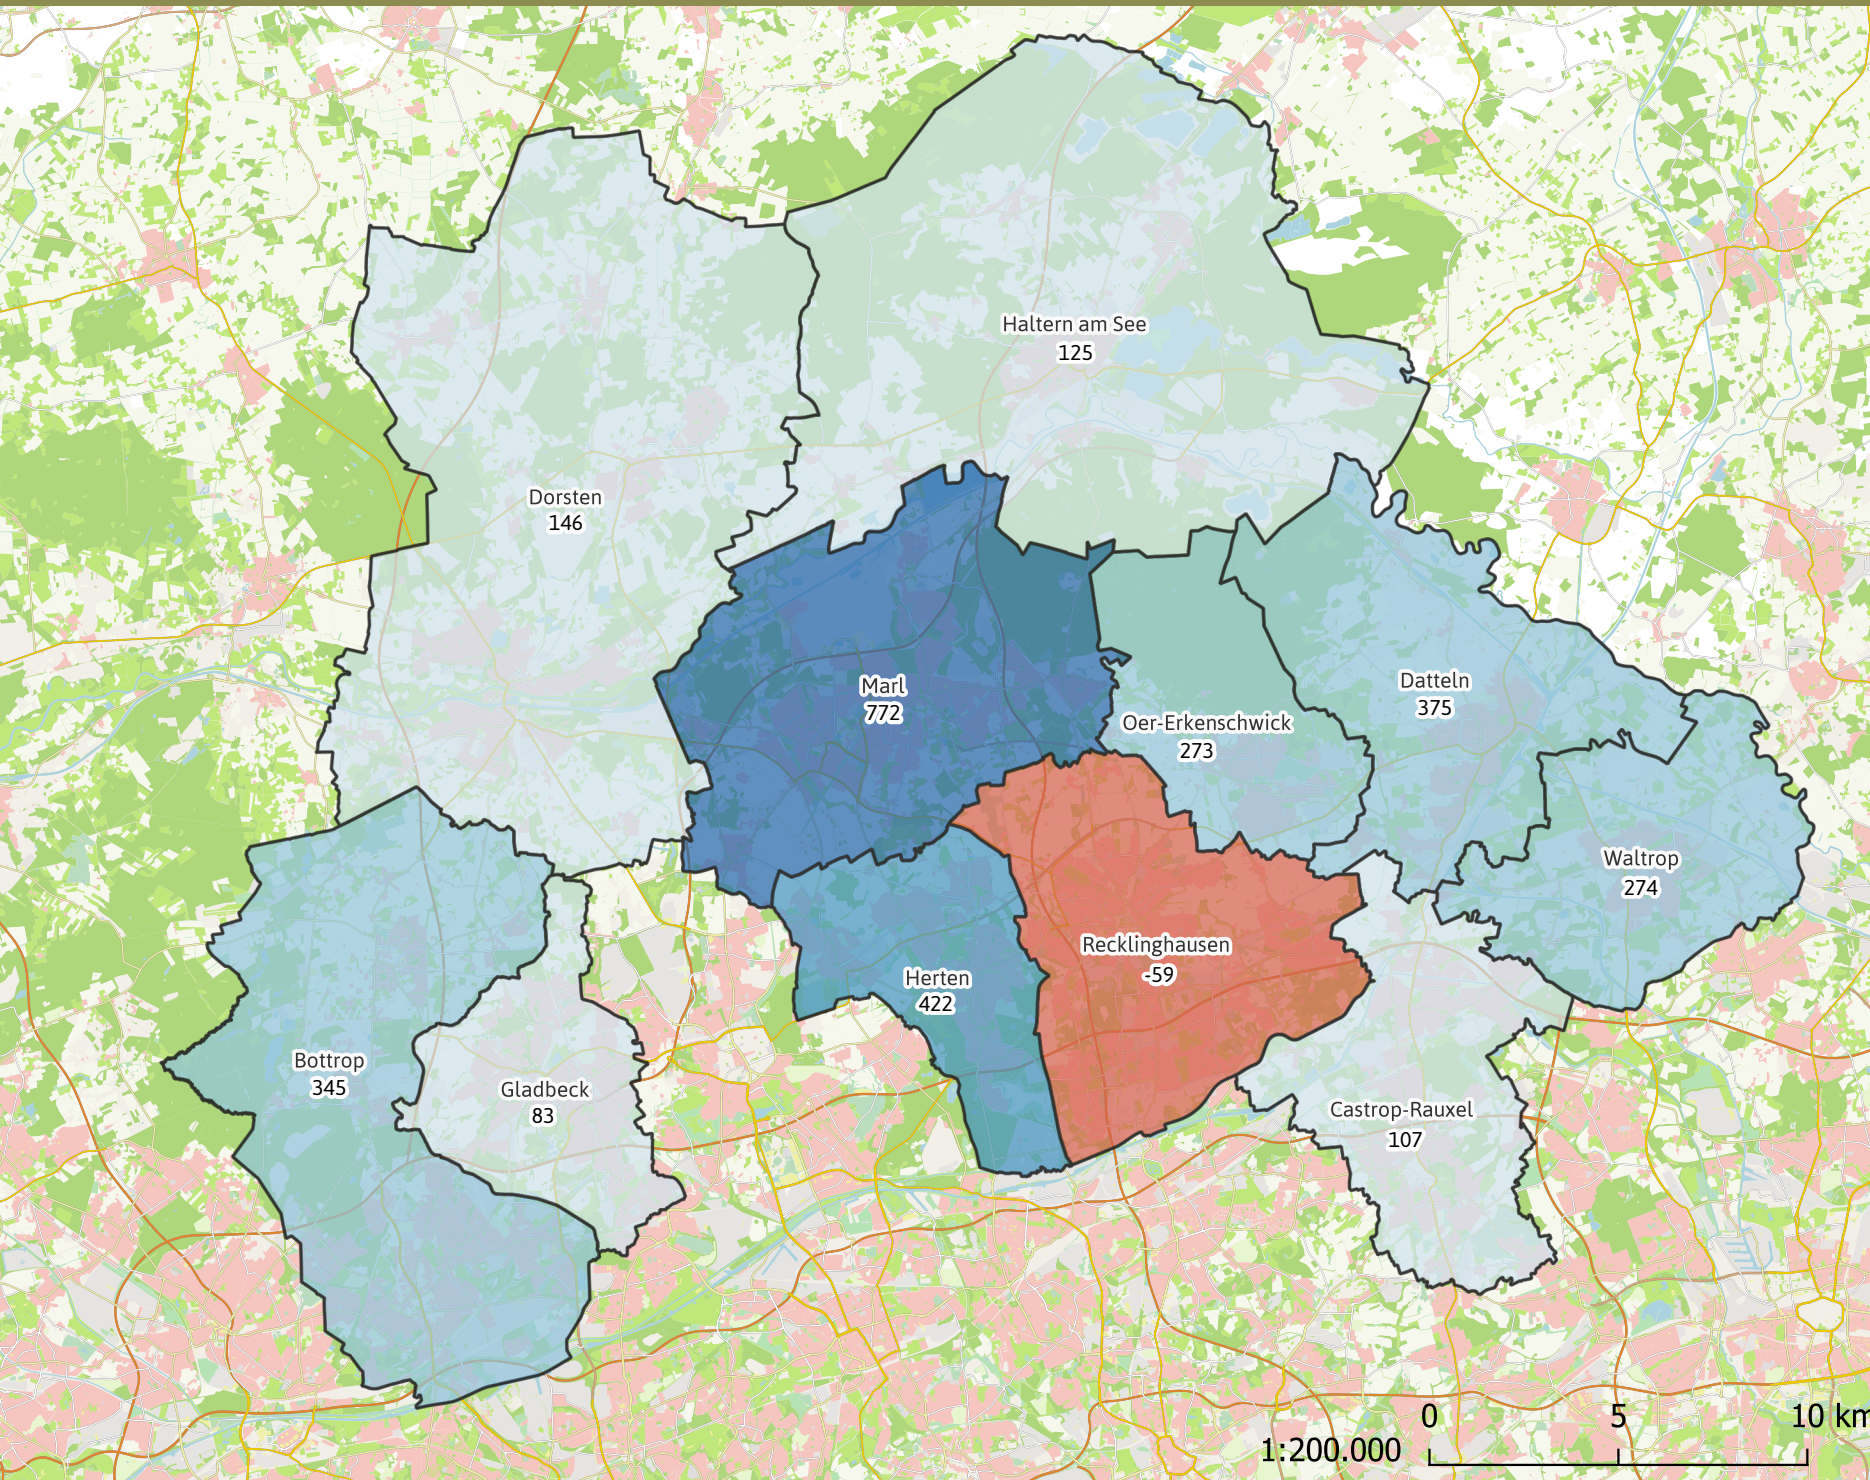 Haltern am See
125
Dorsten
146
Marl
772
Datteln
375
Oer-Erkenschwick
273
Waltrop
274
Recklinghausen
-59
Herten
422
Bottrop
345
Gladbeck
83
Castrop-Rauxel
107
0 5 10 km
1:200.000